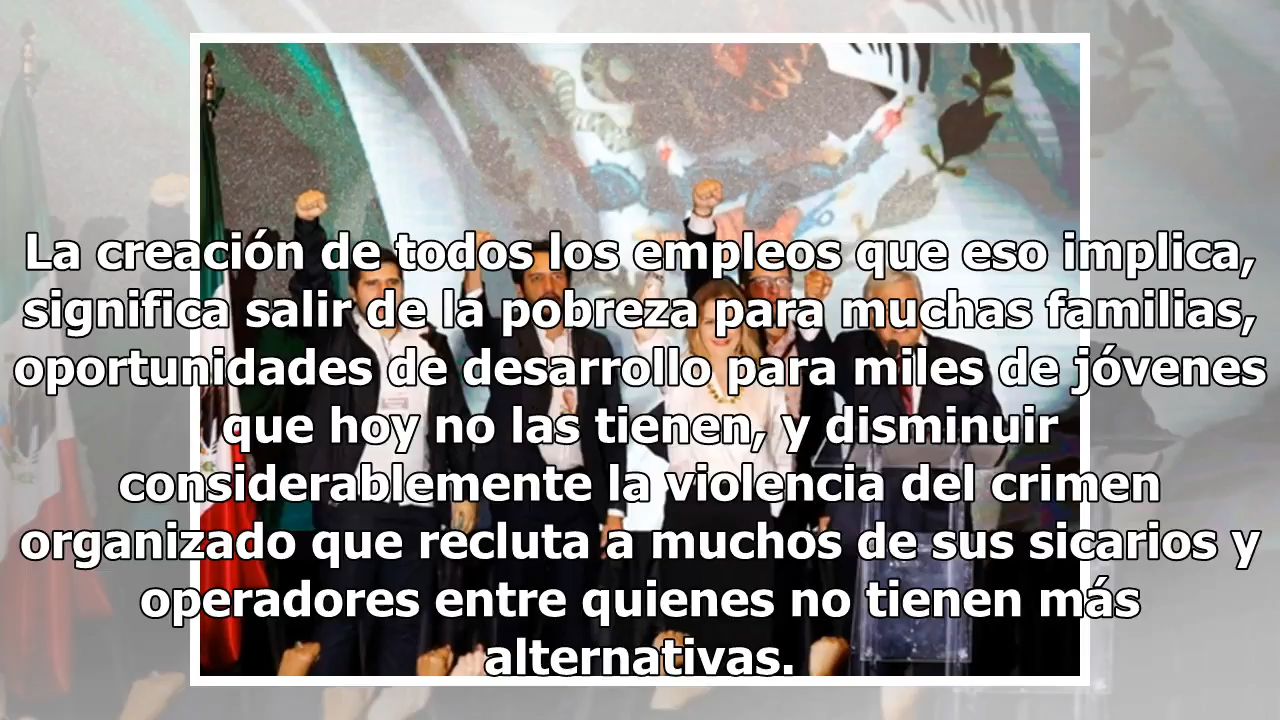 La creación de todos los empleos que eso implica,
significa salir de la pobreza para muchas familias,
oportunidades de desarrollo para miles de jóvenes
que hoy no las tienen, y disminuir
considerablemente la violencia del crimen
organizado que recluta a muchos de sus sicarios y
operadores entre quienes no tienen más
alternativas.